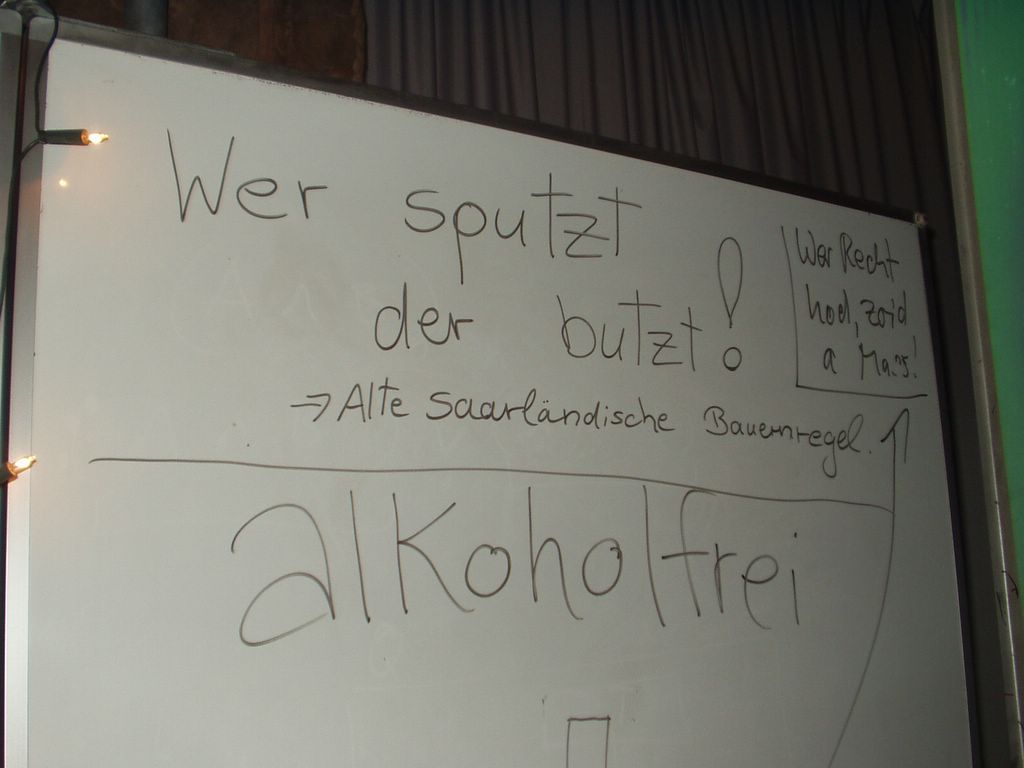 Wer sputzt
der butzt!
→ Alte Saarländische Bauernregel.
Wer Recht
hod, zoid
a Mass!
alkoholfrei